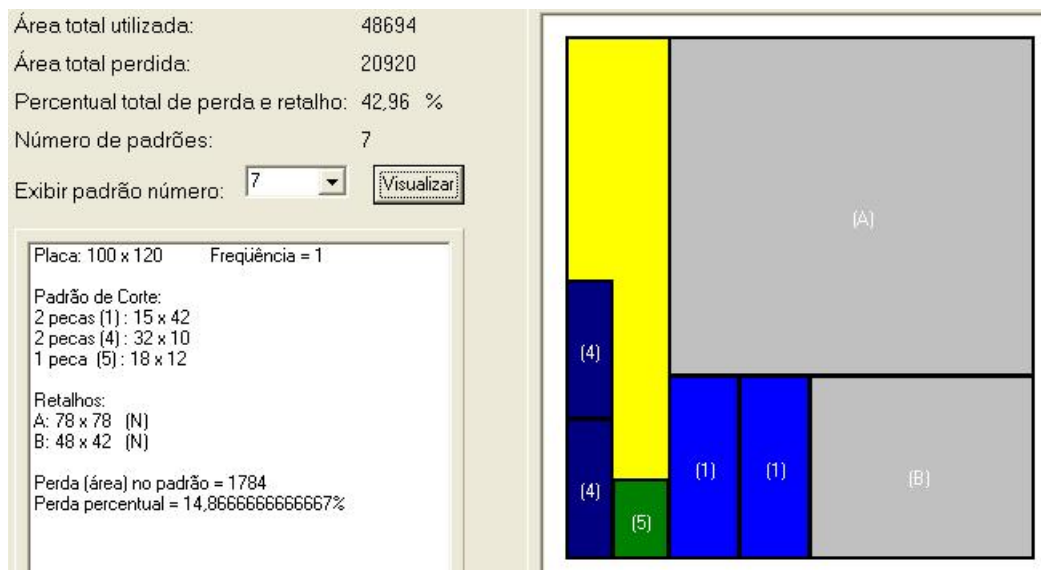 Área total utilizada: 48694
Área total perdida: 20920
Percentual total de perda e retalho: 42,96 %
Número de padrões: 7
Exibir padrão número: 7 Visualizar
Placa: 100 x 120 Freqüência = 1
Padrão de Corte:
2 pecas (1) : 15 x 42
2 pecas (4) : 32 x 10
1 peca (5) : 18 x 12
Retalhos:
A: 78 x 78 (N)
B: 48 x 42 (N)
Perda (área) no padrão = 1784
Perda percentual = 14,8666666666667%
(A)
(4)
(4)
(5)
(1)
(1)
(B)